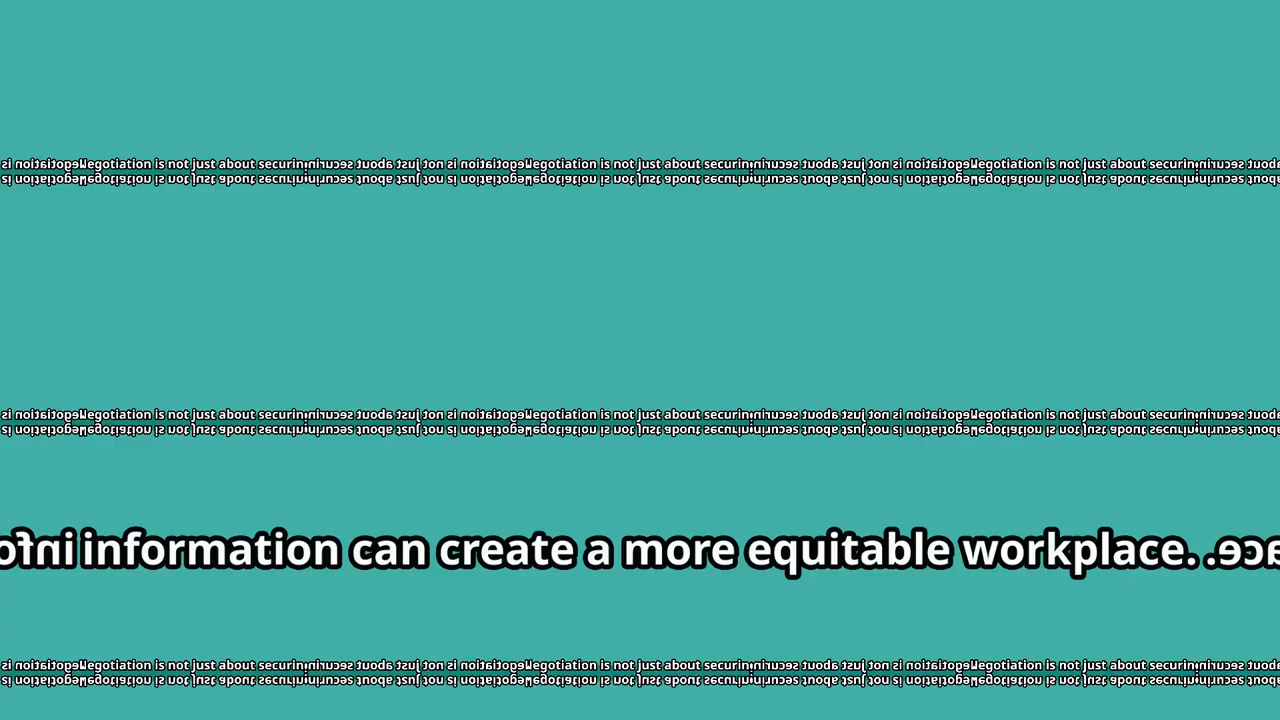 Negotiation is not just about securin
Negotiation is not just about securin
information can create a more equitable workplace.
Negotiation is not just about securin